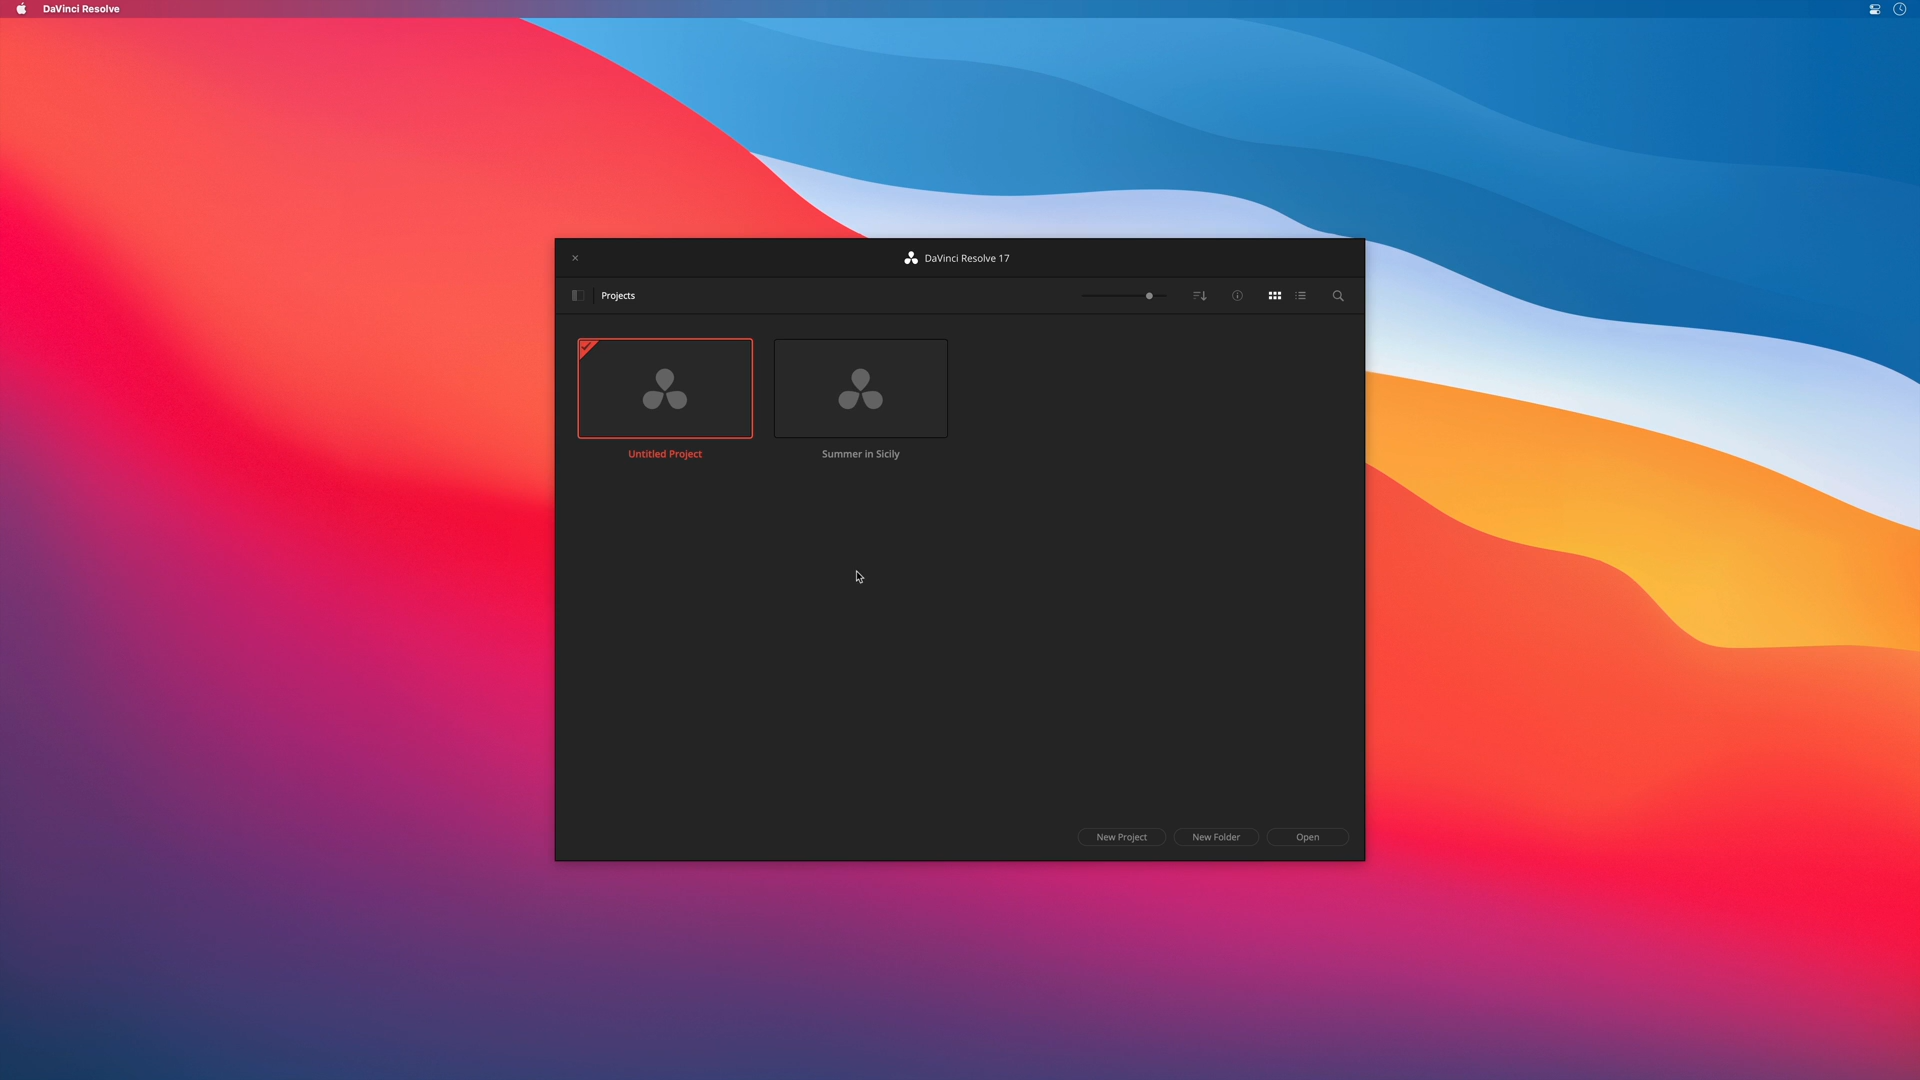 DaVinci Resolve
DaVinci Resolve 17
Projects
Untitled Project
Summer in Sicily
New Project
New Folder
Open